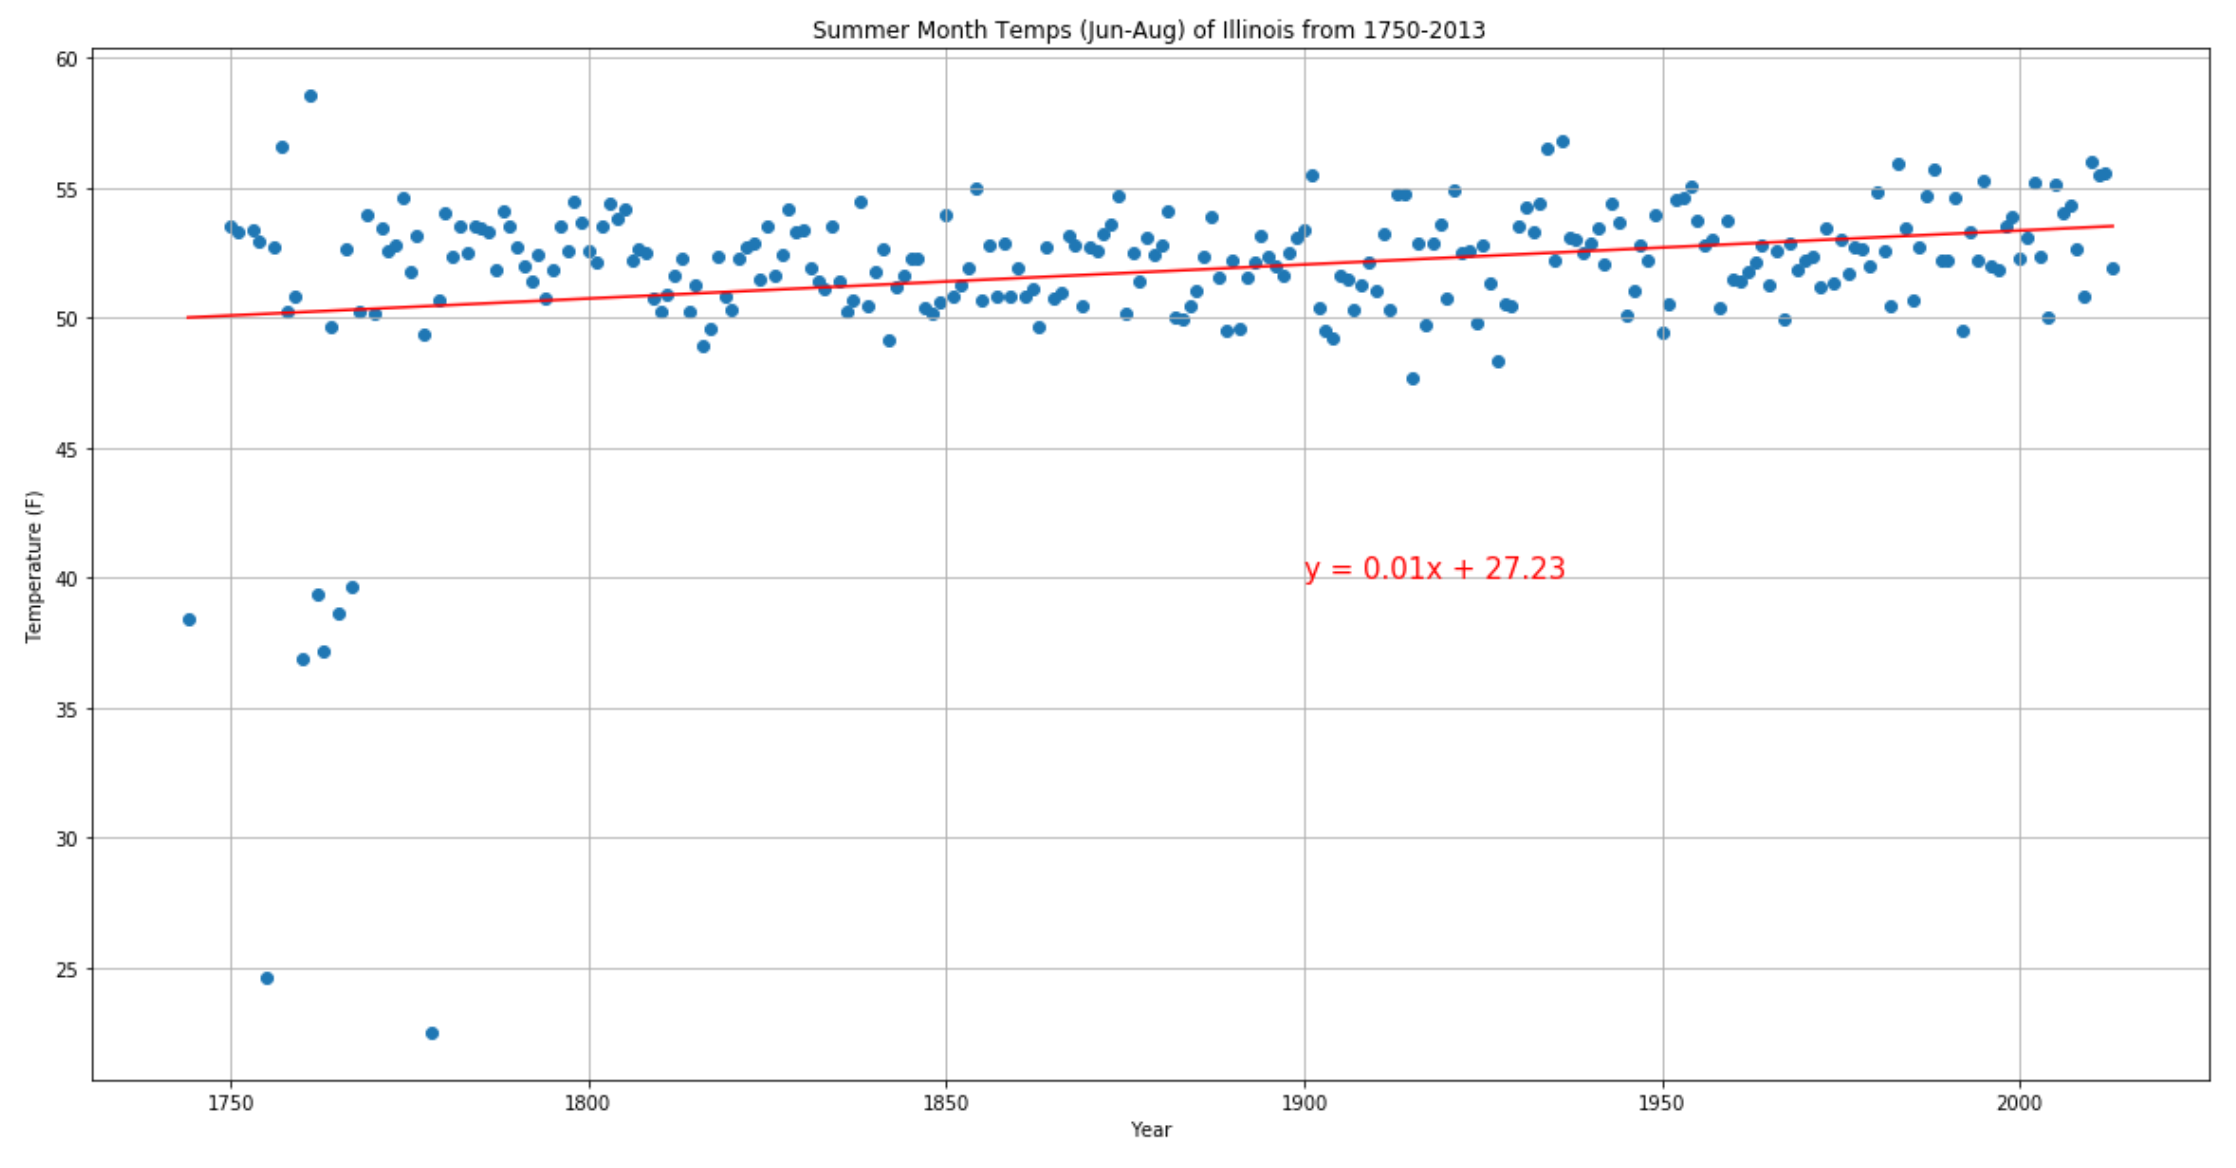 Summer Month Temps (Jun-Aug) of Illinois from 1750-2013
60
55
50
45
40
35
30
25
Temperature (F)
y = 0.01x + 27.23
1750 1800 1850 1900 1950 2000
Year